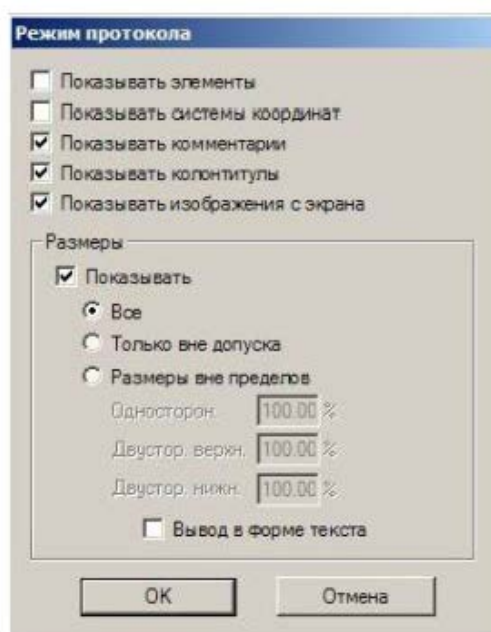 Режим протокола
Показывать элементы
Показывать системы координат
Показывать комментарии
Показывать колонтитулы
Показывать изображения с экрана
Размеры
Показывать
Все
Только вне допуска
Размеры вне пределов
Односторон. 100.00 %
Двустор. верхн. 100.00 %
Двустор. нижн. 100.00 %
Вывод в форме текста
OK Отмена